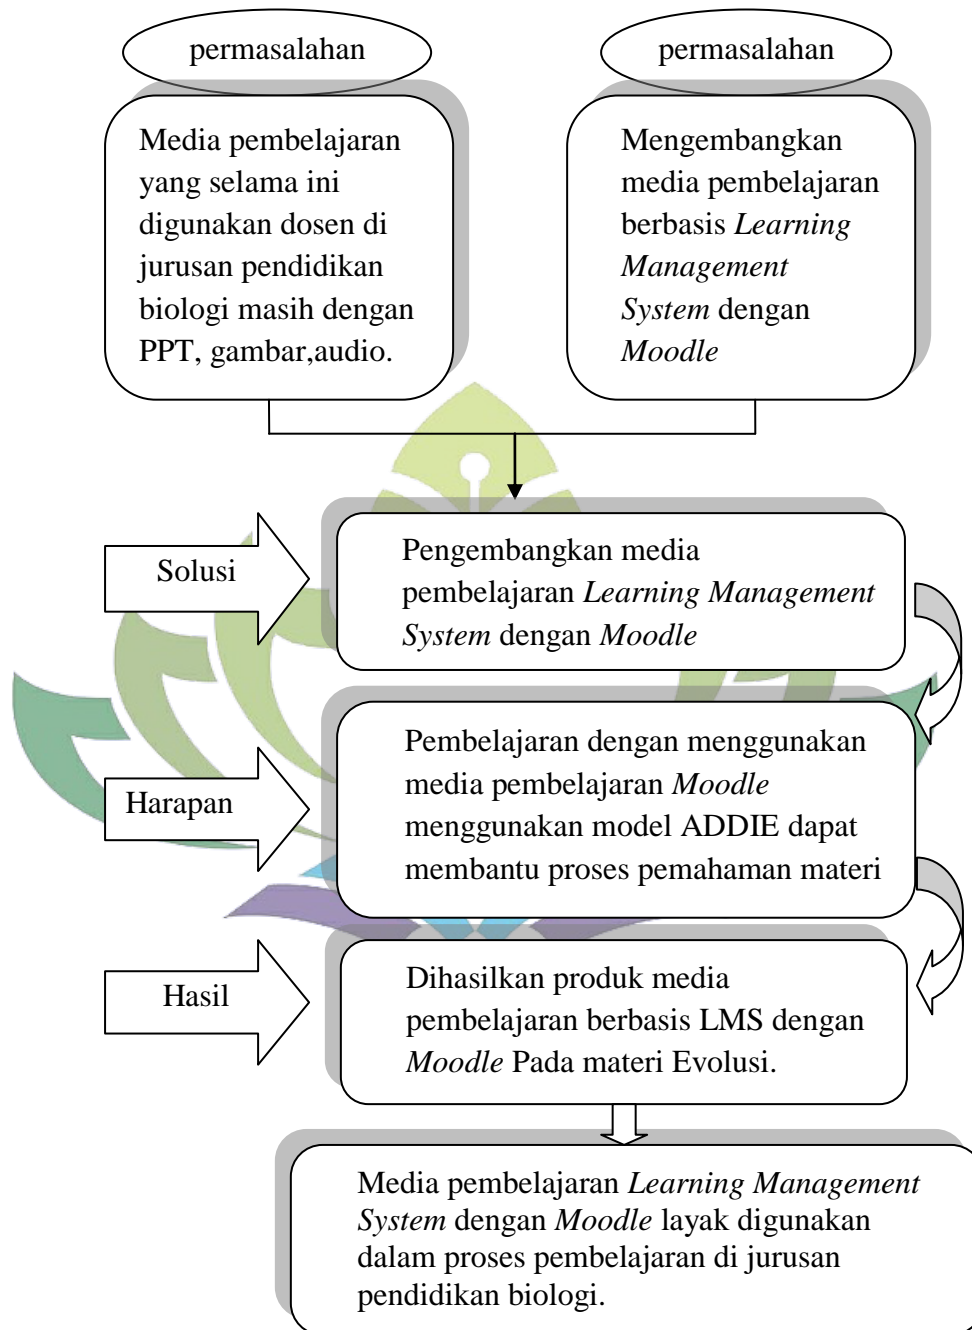 permasalahan
permasalahan
Media pembelajaran
yang selama ini
digunakan dosen di
jurusan pendidikan
biologi masih dengan
PPT, gambar,audio.
Mengembangkan
media pembelajaran
berbasis Learning
Management
System dengan
Moodle
Solusi
Pengembangkan media
pembelajaran Learning Management
System dengan Moodle
Harapan
Pembelajaran dengan menggunakan
media pembelajaran Moodle
menggunakan model ADDIE dapat
membantu proses pemahaman materi
Hasil
Dihasilkan produk media
pembelajaran berbasis LMS dengan
Moodle Pada materi Evolusi.
Media pembelajaran Learning Management
System dengan Moodle layak digunakan
dalam proses pembelajaran di jurusan
pendidikan biologi.